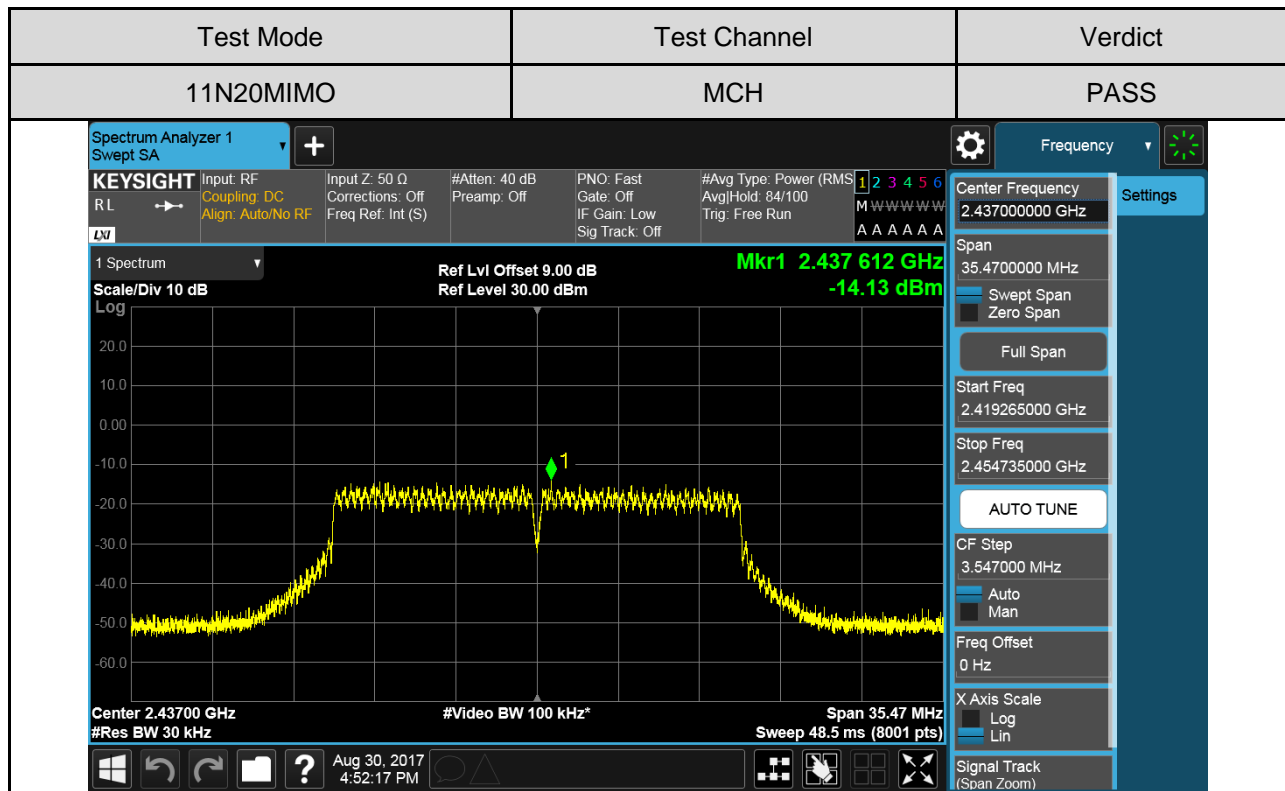 Test Mode Test Channel Verdict
11N20MIMO MCH PASS
Spectrum Analyzer 1
Swept SA
+
Frequency
KEYSIGHT
RL
LXI
Input: RF
Coupling: DC
Align: Auto/No RF
Input Z: 50 Ω
Corrections: Off
Freq Ref: Int (S)
#Atten: 40 dB
Preamp: Off
PNO: Fast
Gate: Off
IF Gain: Low
Sig Track: Off
#Avg Type: Power (RMS
Avg|Hold: 84/100
Trig: Free Run
1 2 3 4 5 6
M W W W W W
A A A A A A
1 Spectrum
Scale/Div 10 dB
Log
Ref Lvl Offset 9.00 dB
Ref Level 30.00 dBm
Mkr1 2.437 612 GHz
-14.13 dBm
20.0
10.0
0.00
-10.0
-20.0
-30.0
-40.0
-50.0
-60.0
1
Center 2.43700 GHz
#Res BW 30 kHz
#Video BW 100 kHz*
Span 35.47 MHz
Sweep 48.5 ms (8001 pts)
Center Frequency
2.437000000 GHz
Span
35.4700000 MHz
Swept Span
Zero Span
Full Span
Start Freq
2.419265000 GHz
Stop Freq
2.454735000 GHz
AUTO TUNE
CF Step
3.547000 MHz
Auto
Man
Freq Offset
0 Hz
X Axis Scale
Log
Lin
Signal Track
(Span Zoom)
Settings
?
Aug 30, 2017
4:52:17 PM